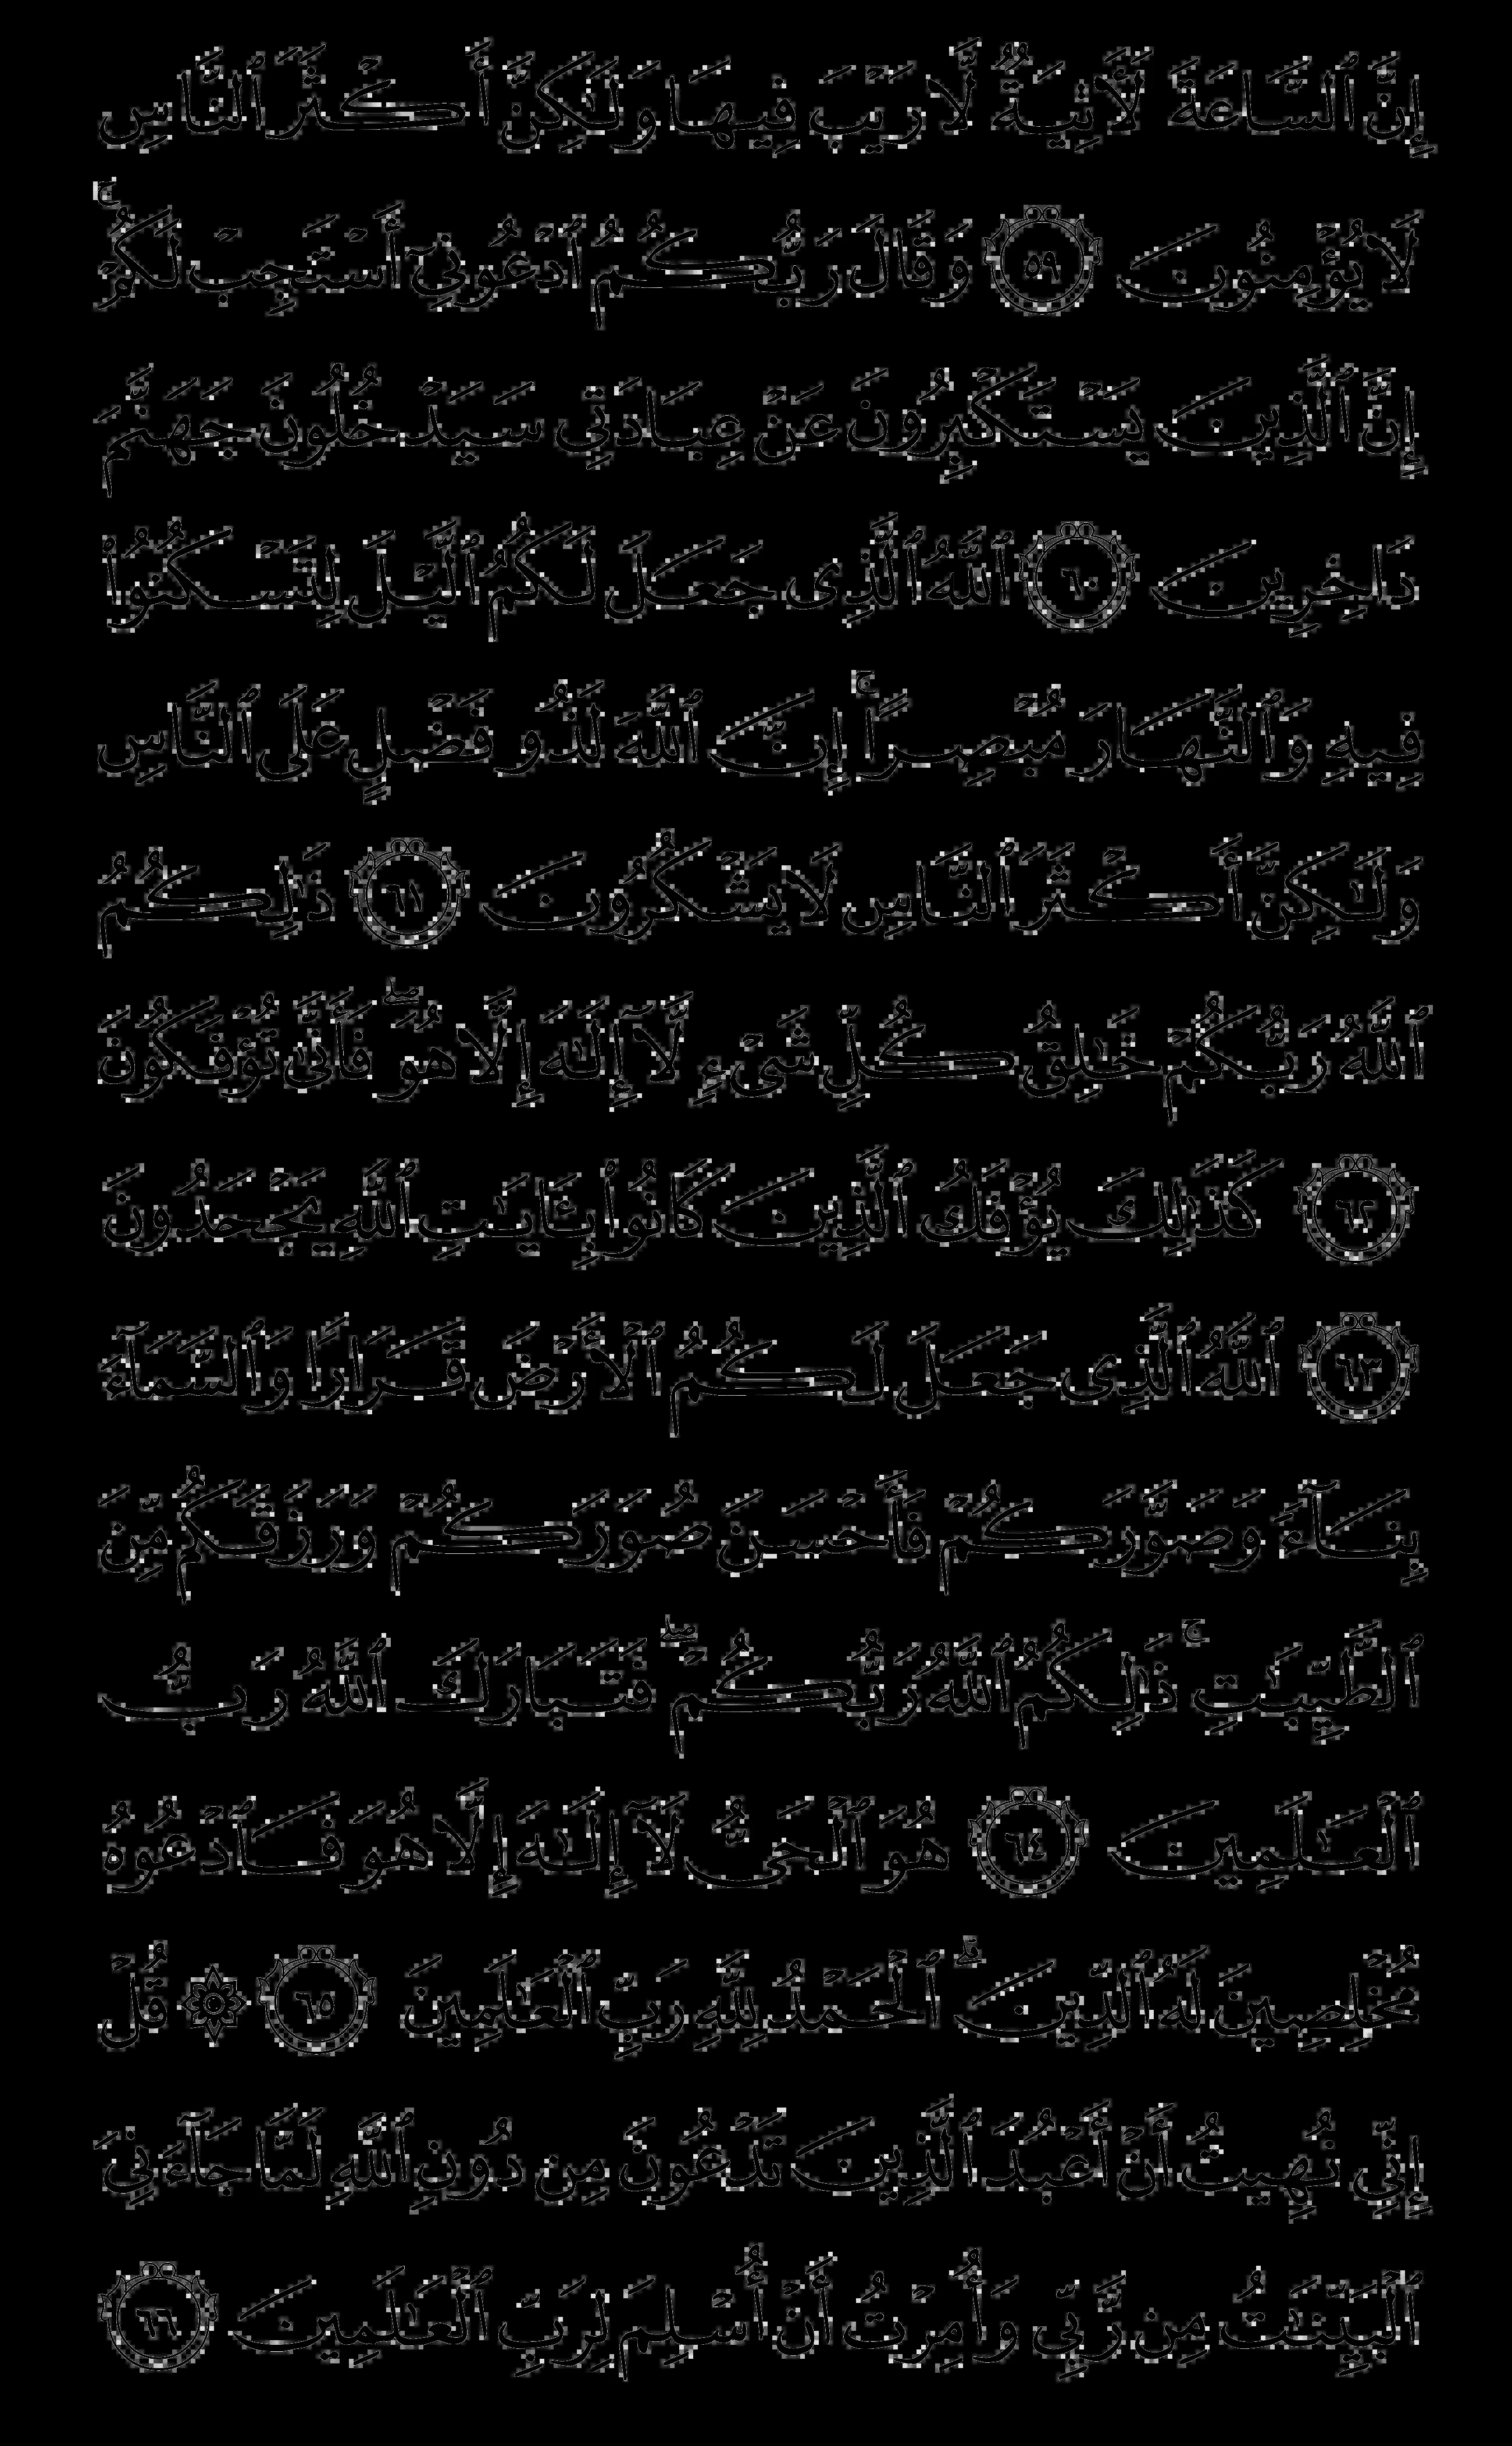 إِنَّ ٱلسَّاعَةَ لَأَتِيَةٌ لَّا رَيْبَ فِيهَا وَلَٰكِنَّ أَكْثَرَ ٱلنَّاسِ
لَا يُؤْمِنُونَ ٥٩ وَقَالَ رَبُّكُمُ ٱدْعُونِىٓ أَسْتَجِبْ لَكُمْ ۚ
إِنَّ ٱلَّذِينَ يَسْتَكْبِرُونَ عَنْ عِبَادَتِى سَيَدْخُلُونَ جَهَنَّمَ
دَاخِرِينَ ٦٠ ٱللَّهُ ٱلَّذِى جَعَلَ لَكُمُ ٱلَّيْلَ لِتَسْكُنُوا۟
فِيهِ وَٱلنَّهَارَ مُبْصِرًا ۚ إِنَّ ٱللَّهَ لَذُو فَضْلٍ عَلَى ٱلنَّاسِ
وَلَٰكِنَّ أَكْثَرَ ٱلنَّاسِ لَا يَشْكُرُونَ ٦١ ذَٰلِكُمُ
ٱللَّهُ رَبُّكُمْ خَٰلِقُ كُلِّ شَىْءٍ لَّآ إِلَٰهَ إِلَّا هُوَ ۖ فَأَنَّىٰ تُؤْفَكُونَ
٦٢ كَذَٰلِكَ يُؤْفَكُ ٱلَّذِينَ كَانُوا۟ بِـَٔايَٰتِ ٱللَّهِ يَجْحَدُونَ
٦٣ ٱللَّهُ ٱلَّذِى جَعَلَ لَكُمُ ٱلْأَرْضَ قَرَارًا وَٱلسَّمَآءَ
بِنَآءً وَصَوَّرَكُمْ فَأَحْسَنَ صُوَرَكُمْ وَرَزَقَكُم مِّنَ
ٱلطَّيِّبَٰتِ ۚ ذَٰلِكُمُ ٱللَّهُ رَبُّكُمْ ۖ فَتَبَارَكَ ٱللَّهُ رَبُّ
ٱلْعَٰلَمِينَ ٦٤ هُوَ ٱلْحَىُّ لَآ إِلَٰهَ إِلَّا هُوَ فَٱدْعُوهُ
مُخْلِصِينَ لَهُ ٱلدِّينَ ۗ ٱلْحَمْدُ لِلَّهِ رَبِّ ٱلْعَٰلَمِينَ ٦٥ ۞ قُلْ
إِنِّى نُهِيتُ أَنْ أَعْبُدَ ٱلَّذِينَ تَدْعُونَ مِن دُونِ ٱللَّهِ لَمَّا جَآءَنِىَ
ٱلْبَيِّنَٰتُ مِن رَّبِّى وَأُمِرْتُ أَنْ أُسْلِمَ لِرَبِّ ٱلْعَٰلَمِينَ ٦٦